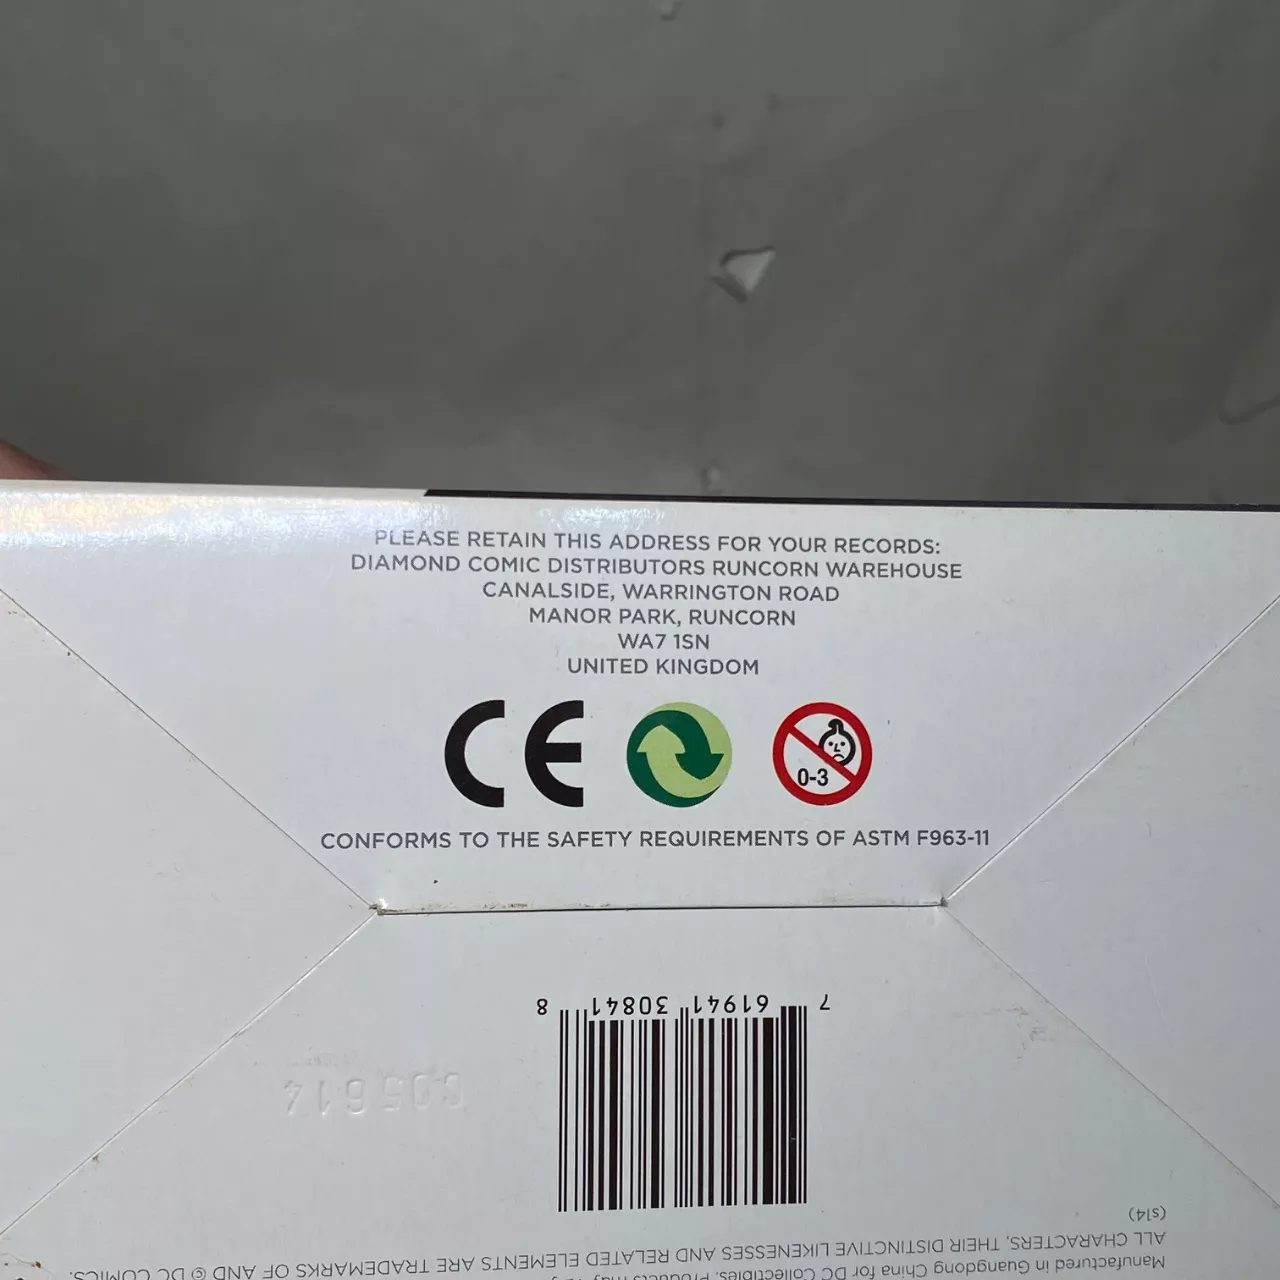 PLEASE RETAIN THIS ADDRESS FOR YOUR RECORDS:
DIAMOND COMIC DISTRIBUTORS RUNCORN WAREHOUSE
CANALSIDE, WARRINGTON ROAD
MANOR PARK, RUNCORN
WA7 1SN
UNITED KINGDOM
CE
0-3
CONFORMS TO THE SAFETY REQUIREMENTS OF ASTM F963-11
7 61941 30841 8
C05614
(s14)
ALL CHARACTERS, THEIR DISTINCTIVE LIKENESSES AND RELATED ELEMENTS ARE TRADEMARKS OF AND © DC COMICS.
Manufactured in Guangdong China for DC Collectibles. Products may